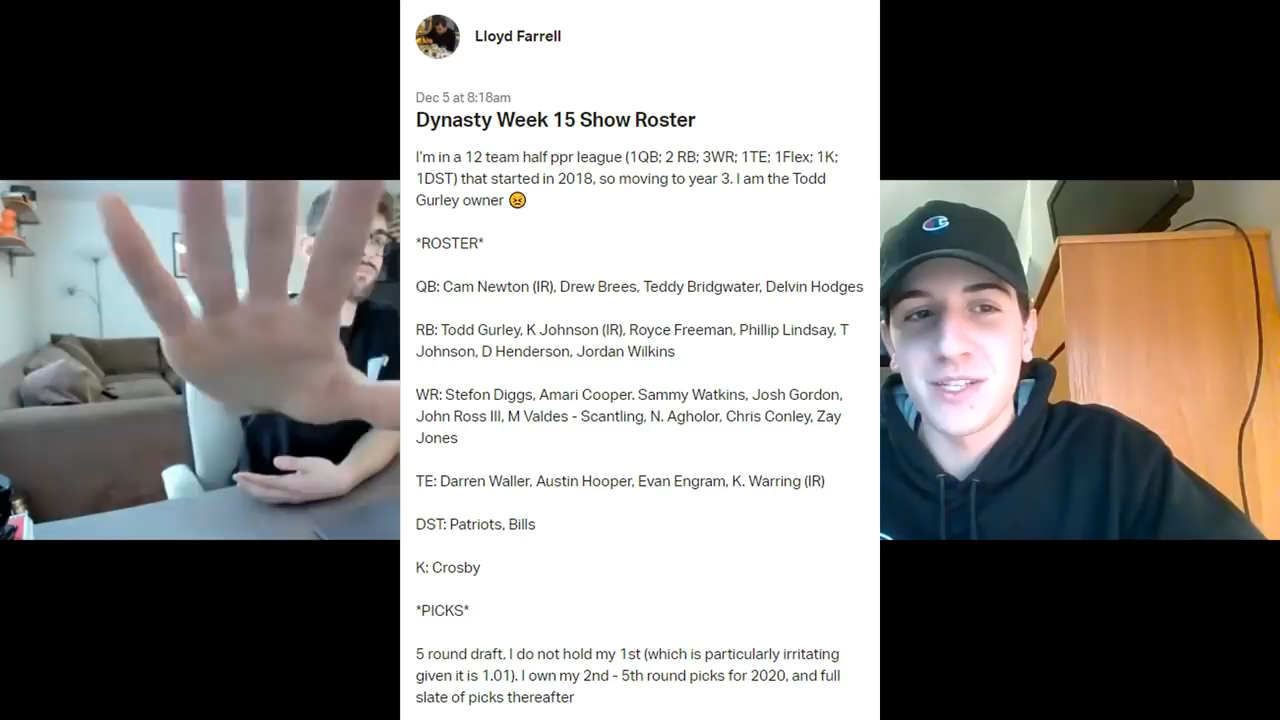 Lloyd Farrell
Dec 5 at 8:18am
Dynasty Week 15 Show Roster
I'm in a 12 team half ppr league (1QB; 2 RB; 3WR; 1TE; 1Flex; 1K;
1DST) that started in 2018, so moving to year 3. I am the Todd
Gurley owner 😣
*ROSTER*
QB: Cam Newton (IR), Drew Brees, Teddy Bridgwater, Delvin Hodges
RB: Todd Gurley, K Johnson (IR), Royce Freeman, Phillip Lindsay, T
Johnson, D Henderson, Jordan Wilkins
WR: Stefon Diggs, Amari Cooper. Sammy Watkins, Josh Gordon,
John Ross III, M Valdes - Scantling, N. Agholor, Chris Conley, Zay
Jones
TE: Darren Waller, Austin Hooper, Evan Engram, K. Warring (IR)
DST: Patriots, Bills
K: Crosby
*PICKS*
5 round draft, I do not hold my 1st (which is particularly irritating
given it is 1.01). I own my 2nd - 5th round picks for 2020, and full
slate of picks thereafter